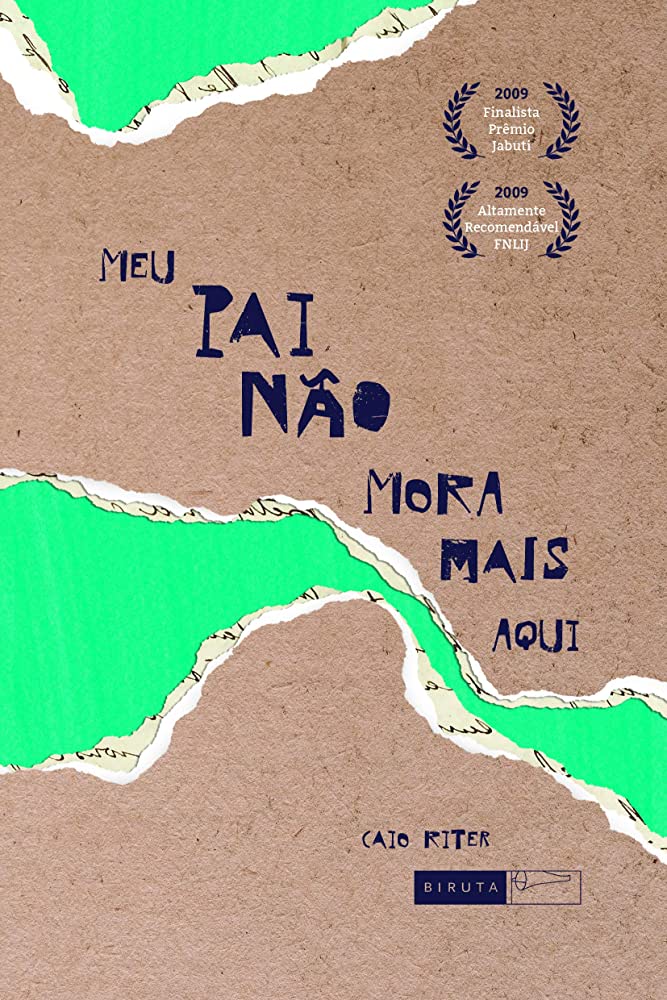 2009
Finalista
Prêmio
Jabuti
2009
Altamente
Recomendável
FNLIJ
MEU
PAI
NÃO
MORA
MAIS
AQUI
CAIO RITER
BIRUTA